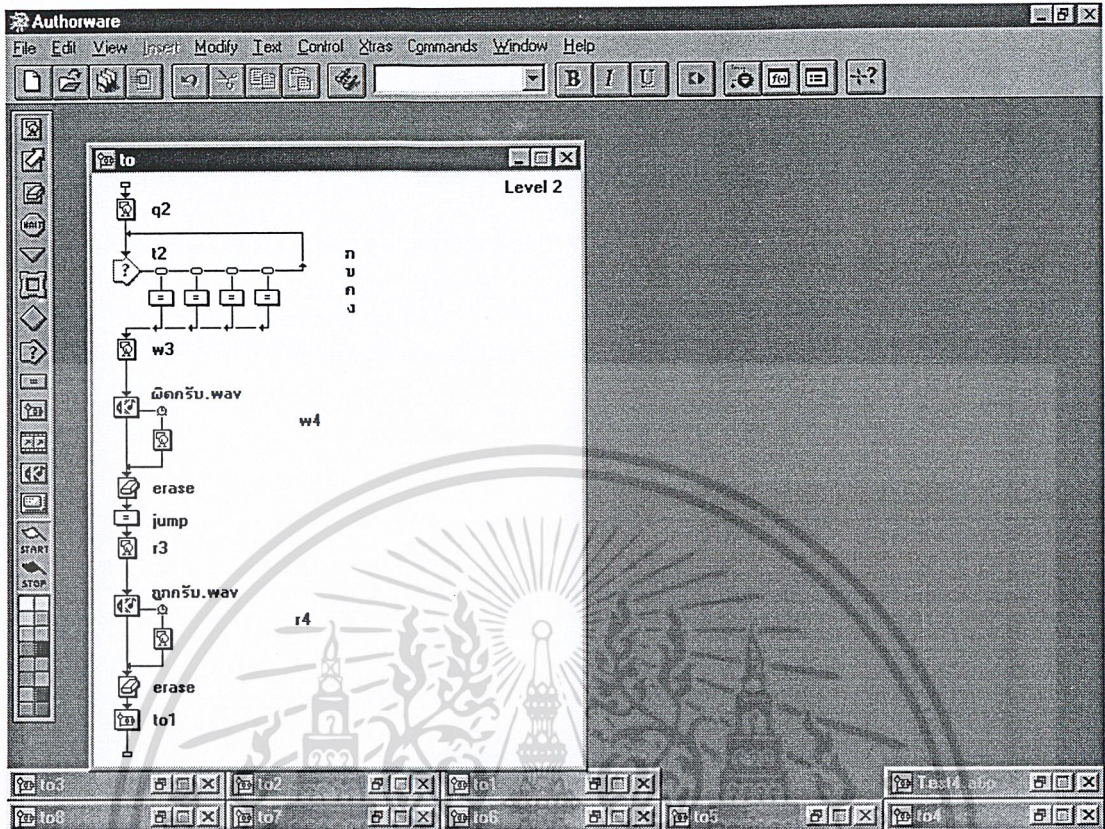 Authorware
File Edit View Insert Modify Text Control Xtras Commands Window Help
B I U
to
Level 2
q2
t2
ก
ข
ค
ง
w3
ผิดครับ.wav
w4
erase
jump
r3
ถูกครับ.wav
r4
erase
to1
WAIT
START
STOP
to3 to2 to1 Test4.abp
to8 to7 to6 to5 to4